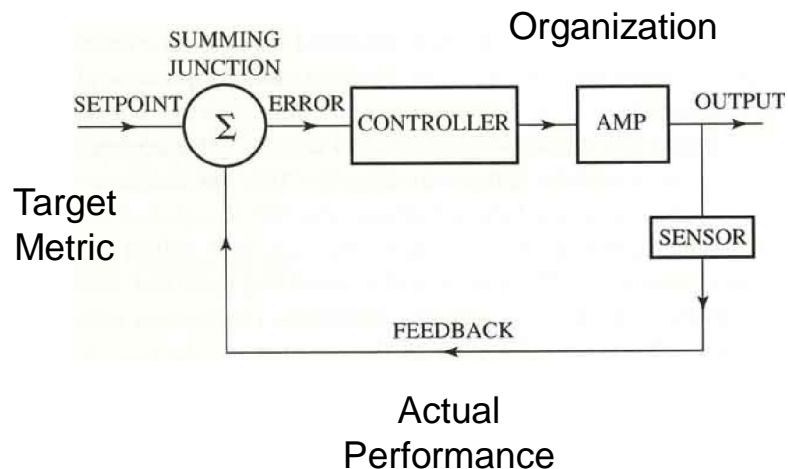 Organization
SUMMING
JUNCTION
SETPOINT
Σ
ERROR
CONTROLLER
AMP
OUTPUT
Target
Metric
SENSOR
FEEDBACK
Actual
Performance